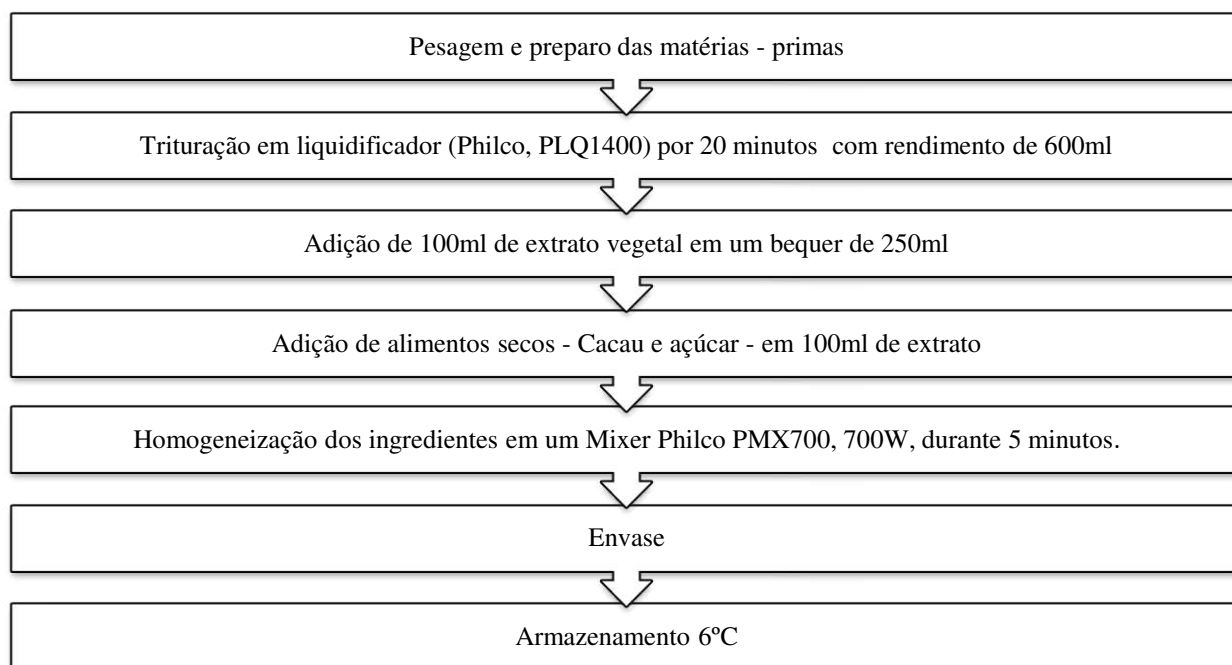 Pesagem e preparo das matérias - primas
Trituração em liquidificador (Philco, PLQ1400) por 20 minutos com rendimento de 600ml
Adição de 100ml de extrato vegetal em um bequer de 250ml
Adição de alimentos secos - Cacau e açúcar - em 100ml de extrato
Homogeneização dos ingredientes em um Mixer Philco PMX700, 700W, durante 5 minutos.
Envase
Armazenamento 6ºC